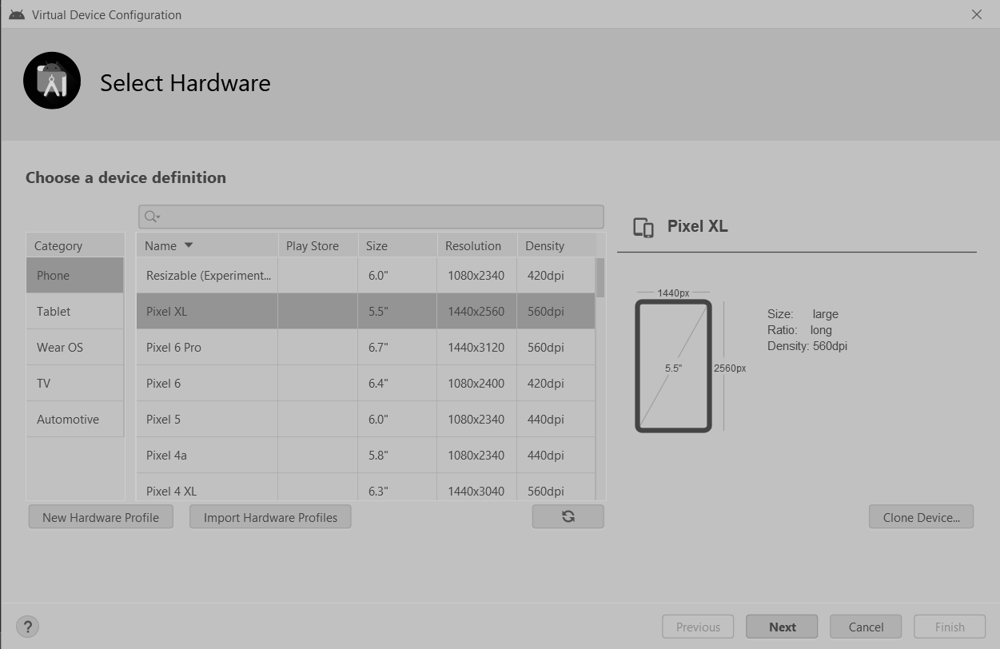 Virtual Device Configuration
Select Hardware
Choose a device definition
Category
Phone
Tablet
Wear OS
TV
Automotive
Name Play Store Size Resolution Density
Resizable (Experiment... 6.0" 1080x2340 420dpi
Pixel XL 5.5" 1440x2560 560dpi
Pixel 6 Pro 6.7" 1440x3120 560dpi
Pixel 6 6.4" 1080x2400 420dpi
Pixel 5 6.0" 1080x2340 440dpi
Pixel 4a 5.8" 1080x2340 440dpi
Pixel 4 XL 6.3" 1440x3040 560dpi
Pixel XL
1440px
5.5"
2560px
Size: large
Ratio: long
Density: 560dpi
New Hardware Profile Import Hardware Profiles Clone Device...
? Previous Next Cancel Finish